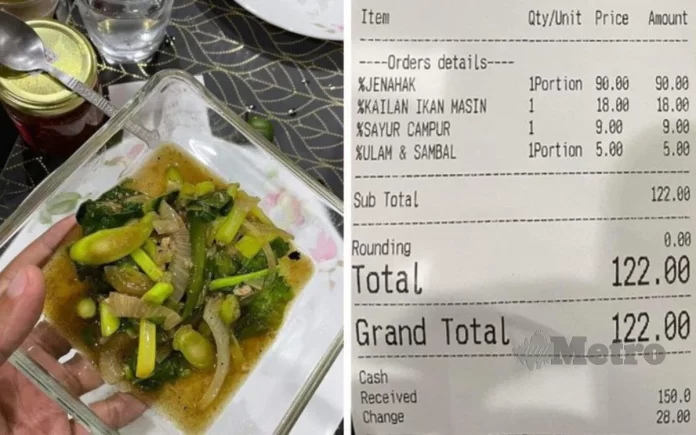 Item Qty/Unit Price Amount
----Orders details----
%JENAHAK 1Portion 90.00 90.00
%KAILAN IKAN MASIN 1 18.00 18.00
%SAYUR CAMPUR 1 9.00 9.00
%ULAM & SAMBAL 1Portion 5.00 5.00
Sub Total 122.00
Rounding 0.00
Total 122.00
Grand Total 122.00
Metro
Cash
Received 150.0
Change 28.00